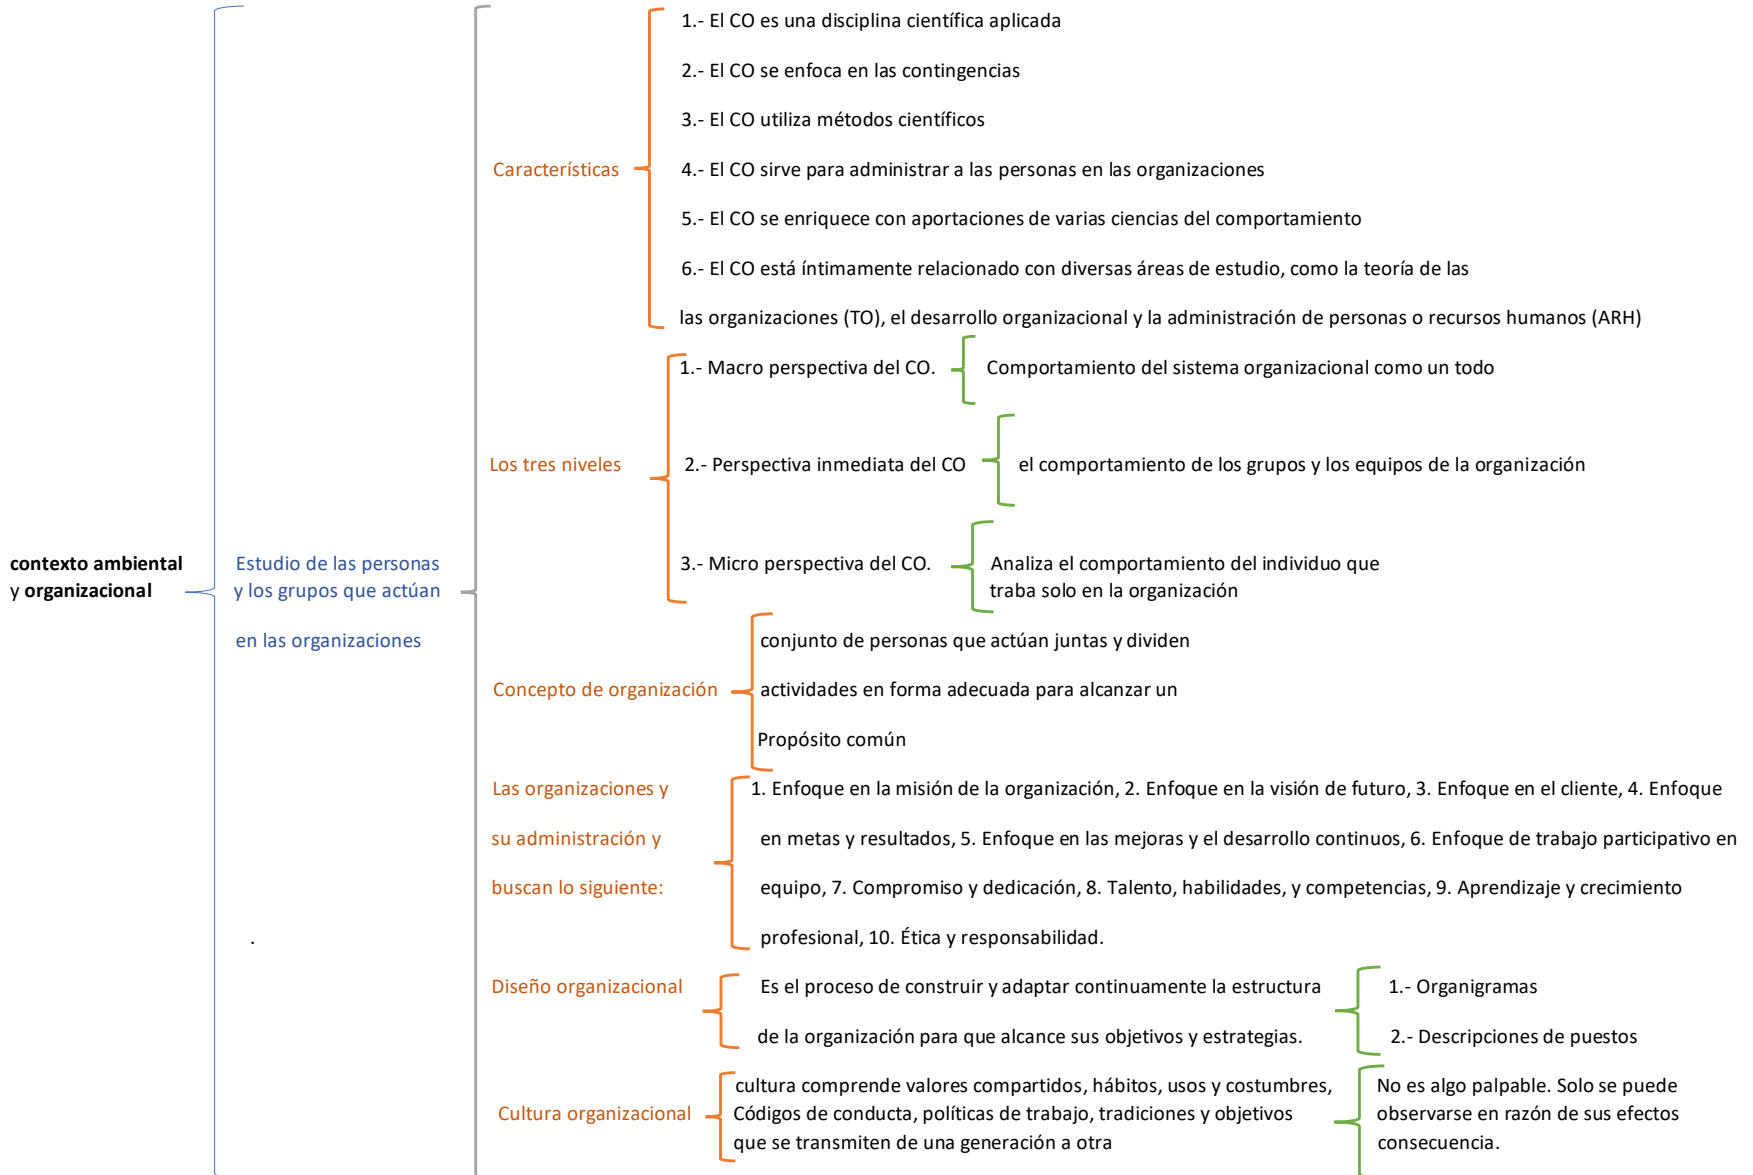 1.- El CO es una disciplina científica aplicada
2.- El CO se enfoca en las contingencias
3.- El CO utiliza métodos científicos
Características
4.- El CO sirve para administrar a las personas en las organizaciones
5.- El CO se enriquece con aportaciones de varias ciencias del comportamiento
6.- El CO está íntimamente relacionado con diversas áreas de estudio, como la teoría de las
las organizaciones (TO), el desarrollo organizacional y la administración de personas o recursos humanos (ARH)
1.- Macro perspectiva del CO.
Comportamiento del sistema organizacional como un todo
Los tres niveles
2.- Perspectiva inmediata del CO
el comportamiento de los grupos y los equipos de la organización
contexto ambiental
y organizacional
Estudio de las personas
y los grupos que actúan
en las organizaciones
3.- Micro perspectiva del CO.
Analiza el comportamiento del individuo que
traba solo en la organización
conjunto de personas que actúan juntas y dividen
Concepto de organización
actividades en forma adecuada para alcanzar un
Propósito común
Las organizaciones y
su administración y
buscan lo siguiente:
1. Enfoque en la misión de la organización, 2. Enfoque en la visión de futuro, 3. Enfoque en el cliente, 4. Enfoque
en metas y resultados, 5. Enfoque en las mejoras y el desarrollo continuos, 6. Enfoque de trabajo participativo en
equipo, 7. Compromiso y dedicación, 8. Talento, habilidades, y competencias, 9. Aprendizaje y crecimiento
profesional, 10. Ética y responsabilidad.
.
Diseño organizacional
Es el proceso de construir y adaptar continuamente la estructura
de la organización para que alcance sus objetivos y estrategias.
1.- Organigramas
2.- Descripciones de puestos
Cultura organizacional
cultura comprende valores compartidos, hábitos, usos y costumbres,
Códigos de conducta, políticas de trabajo, tradiciones y objetivos
que se transmiten de una generación a otra
No es algo palpable. Solo se puede
observarse en razón de sus efectos
consecuencia.